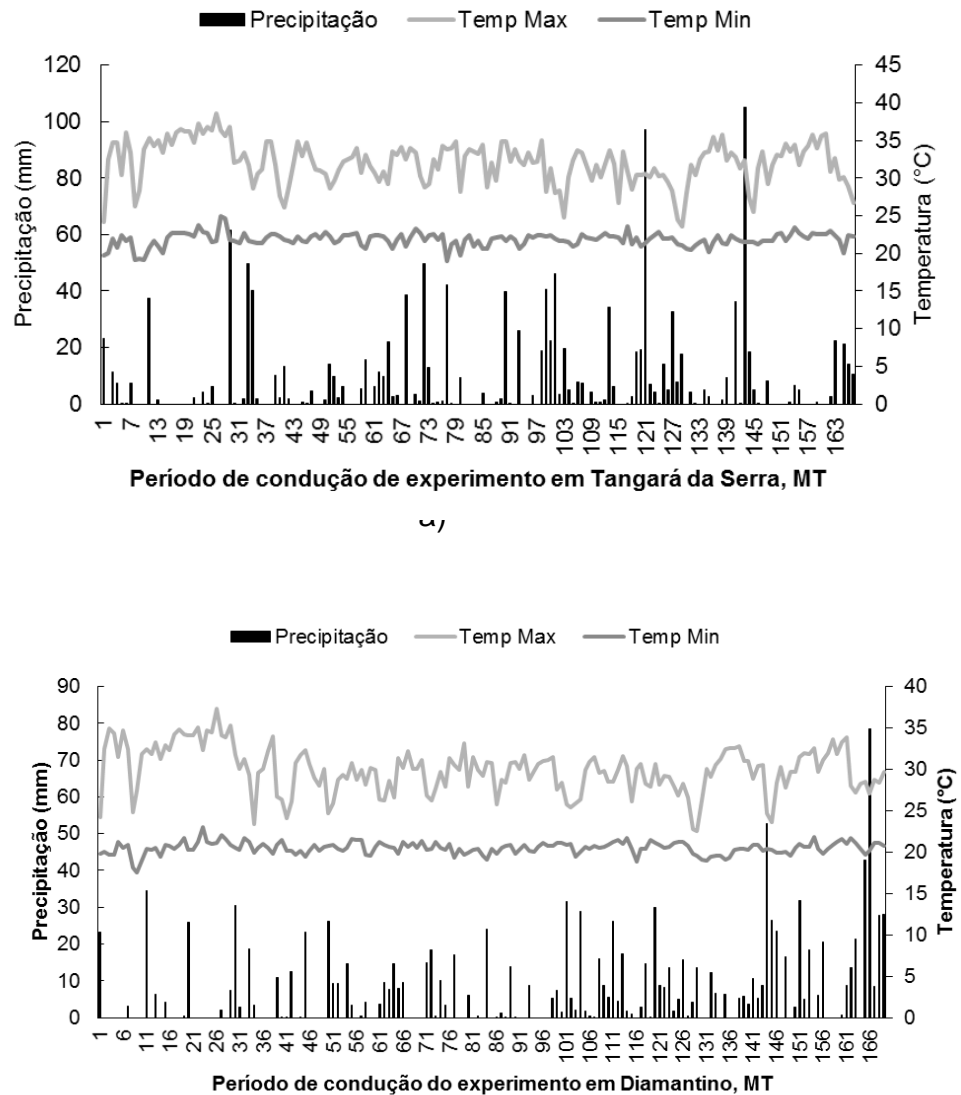 Precipitação Temp Max Temp Min
120 45
100 40
80 35
60 30
40 25
20 20
0 15
10
5
0
Precipitação (mm)
Temperatura (°C)
1 7 13 19 25 31 37 43 49 55 61 67 73 79 85 91 97 103 109 115 121 127 133 139 145 151 157 163
Período de condução de experimento em Tangará da Serra, MT
a)
Precipitação Temp Max Temp Min
90 40
80 35
70 30
60 25
50 20
40 15
30 10
20 5
10 0
0
Precipitação (mm)
Temperatura (°C)
1 6 11 16 21 26 31 36 41 46 51 56 61 66 71 76 81 86 91 96 101 106 111 116 121 126 131 136 141 146 151 156 161 166
Período de condução do experimento em Diamantino, MT